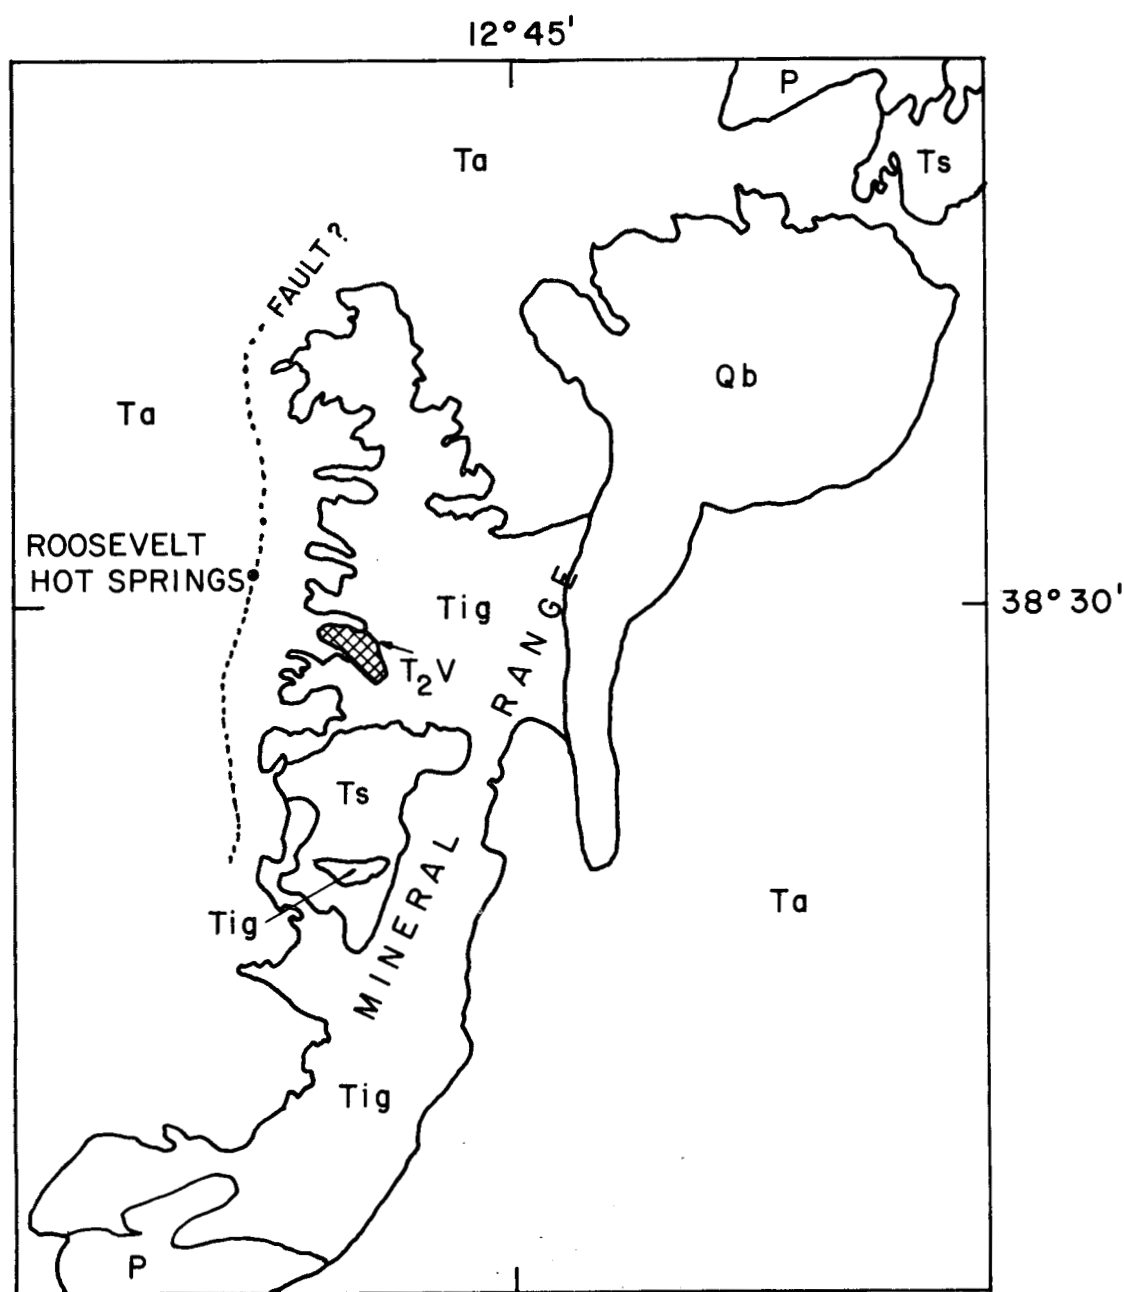 12°45'
P
Ta
Ts
FAULT?
Qb
Ta
ROOSEVELT
HOT SPRINGS
Tig
38°30'
T₂V
Ts
MINERAL RANGE
Tig
Ta
Tig
P